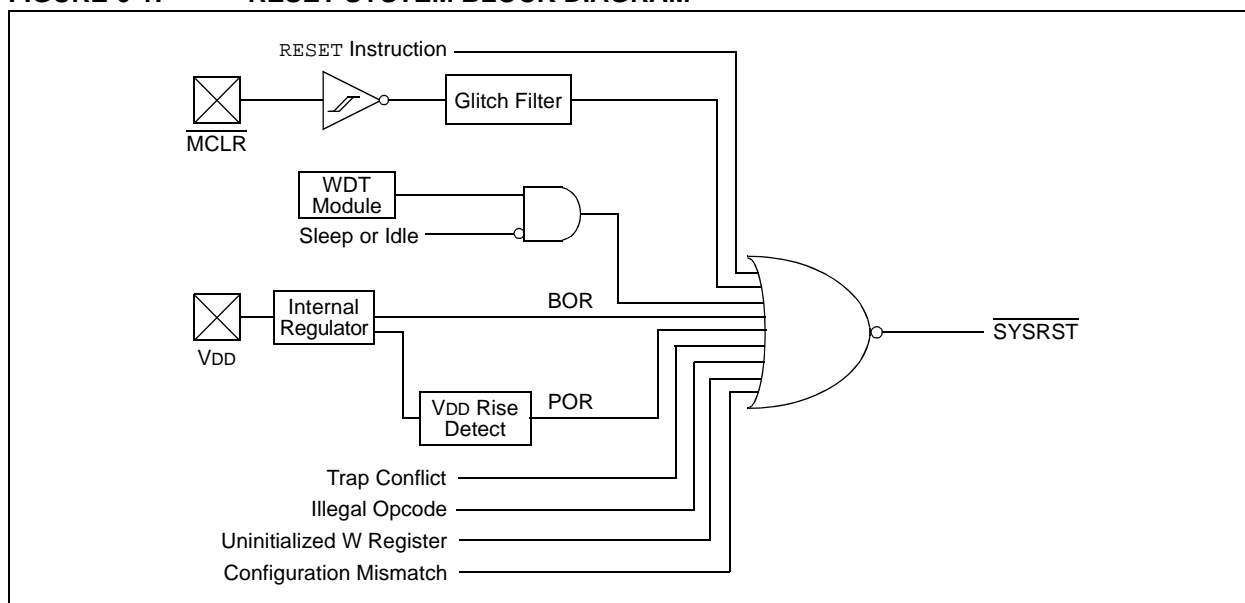 RESET Instruction
Glitch Filter
MCLR
WDT
Module
Sleep or Idle
BOR
Internal
Regulator
VDD
SYSRST
VDD Rise
Detect
POR
Trap Conflict
Illegal Opcode
Uninitialized W Register
Configuration Mismatch